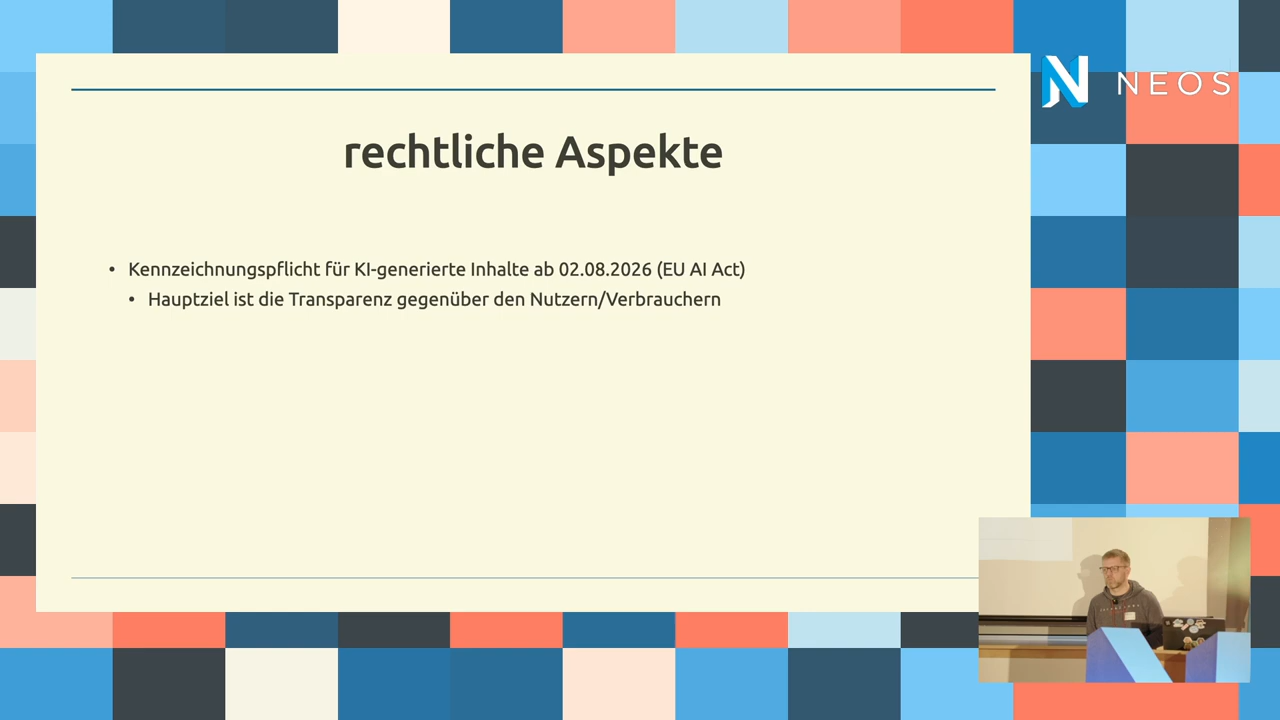 NEOS
rechtliche Aspekte
• Kennzeichnungspflicht für KI-generierte Inhalte ab 02.08.2026 (EU AI Act)
• Hauptziel ist die Transparenz gegenüber den Nutzern/Verbrauchern